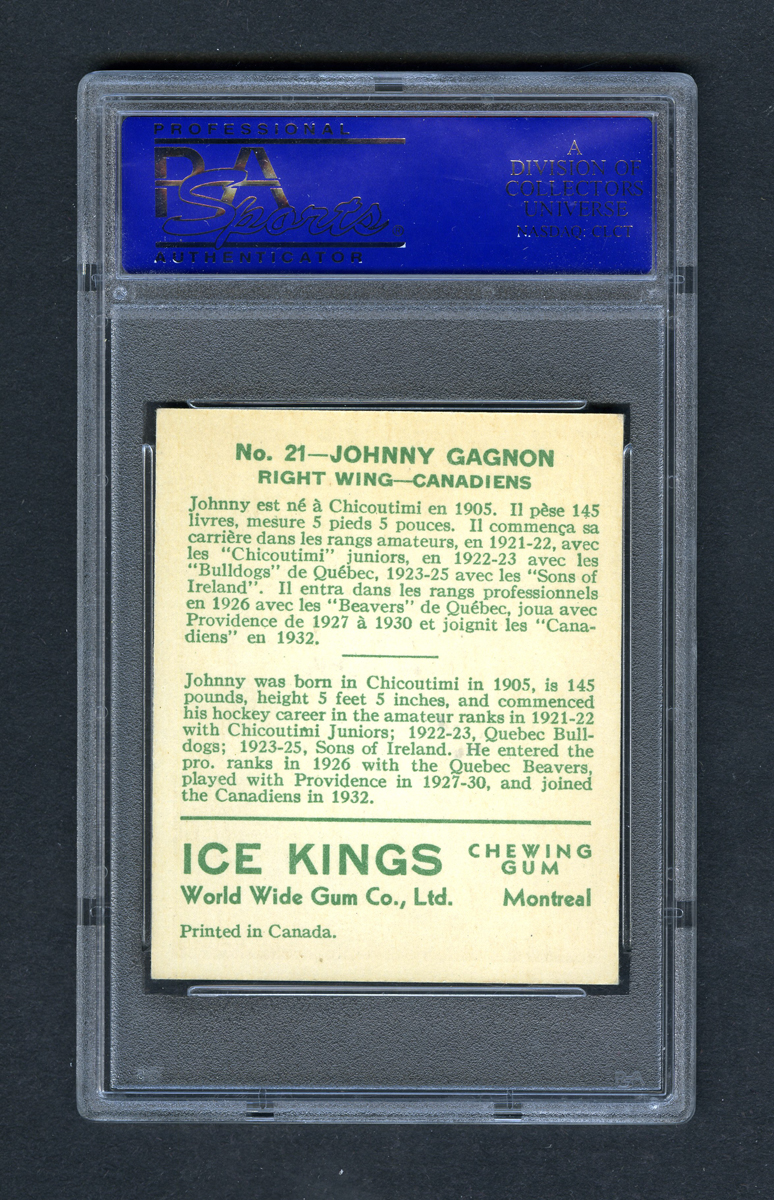 PROFESSIONAL
PSA
Sports
AUTHENTICATOR
A
DIVISION OF
COLLECTORS
UNIVERSE
NASDAQ: CLCT
No. 21—JOHNNY GAGNON
RIGHT WING—CANADIENS
Johnny est né à Chicoutimi en 1905. Il pèse 145
livres, mesure 5 pieds 5 pouces. Il commença sa
carrière dans les rangs amateurs, en 1921-22, avec
les "Chicoutimi" juniors, en 1922-23 avec les
"Bulldogs" de Québec, 1923-25 avec les "Sons of
Ireland". Il entra dans les rangs professionnels
en 1926 avec les "Beavers" de Québec, joua avec
Providence de 1927 à 1930 et joignit les "Cana-
diens" en 1932.
Johnny was born in Chicoutimi in 1905, is 145
pounds, height 5 feet 5 inches, and commenced
his hockey career in the amateur ranks in 1921-22
with Chicoutimi Juniors; 1922-23, Quebec Bull-
dogs; 1923-25, Sons of Ireland. He entered the
pro. ranks in 1926 with the Quebec Beavers,
played with Providence in 1927-30, and joined
the Canadiens in 1932.
ICE KINGS CHEWING GUM
World Wide Gum Co., Ltd. Montreal
Printed in Canada.